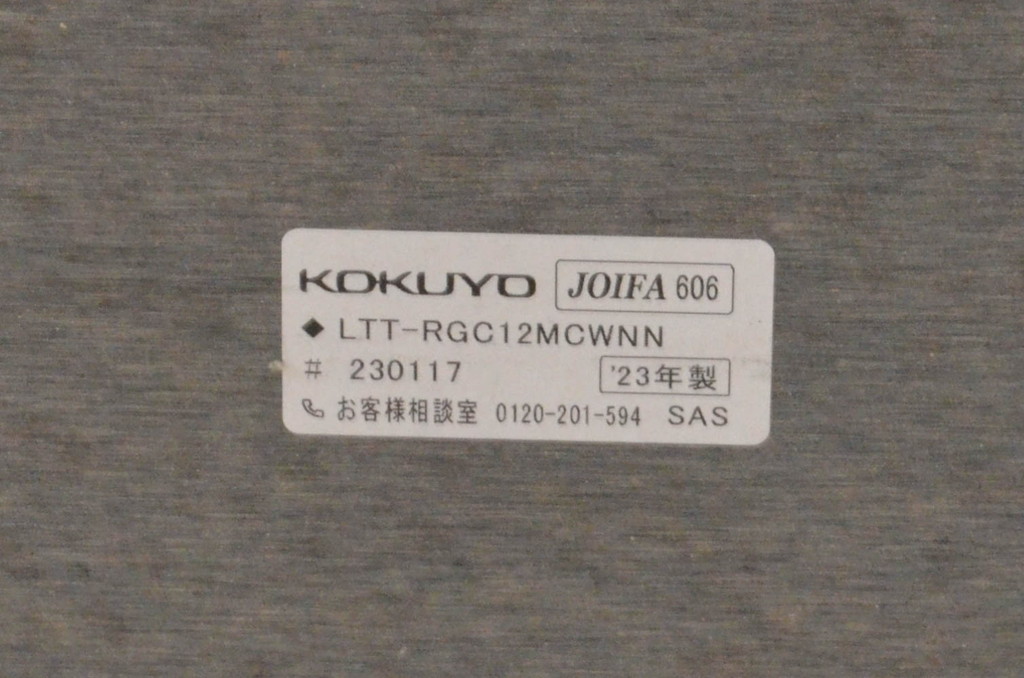 KOKUYO JOIFA 606
◆ LTT-RGC12MCWNN
# 230117 '23年製
お客様相談室 0120-201-594 SAS